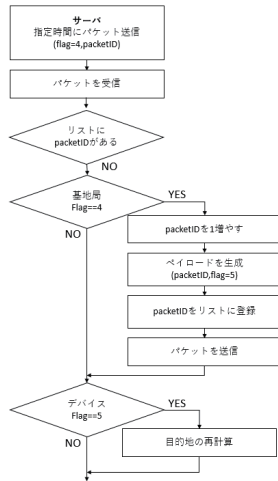 サーバ
指定時間にパケット送信
(flag=4,packetID)
パケットを受信
リストに
packetIDがある
NO
基地局
Flag==4
YES
NO
packetIDを1増やす
ペイロードを生成
(packetID,flag=5)
packetIDをリストに登録
パケットを送信
デバイス
Flag==5
YES
NO
目的地の再計算